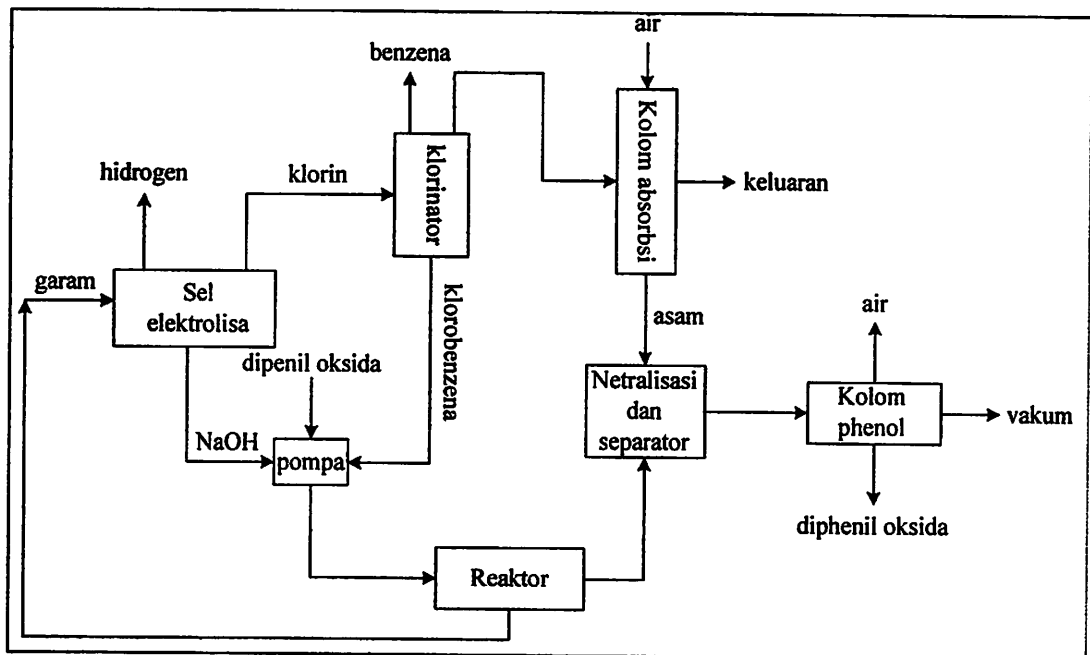 air
benzena
Kolom absorbsi
klorinator
hidrogen
klorin
keluaran
garam
Sel
elektrolisa
klorobenzena
asam
air
dipenil oksida
Netralisasi
dan
separator
Kolom
phenol
vakum
NaOH
pompa
diphenil oksida
Reaktor